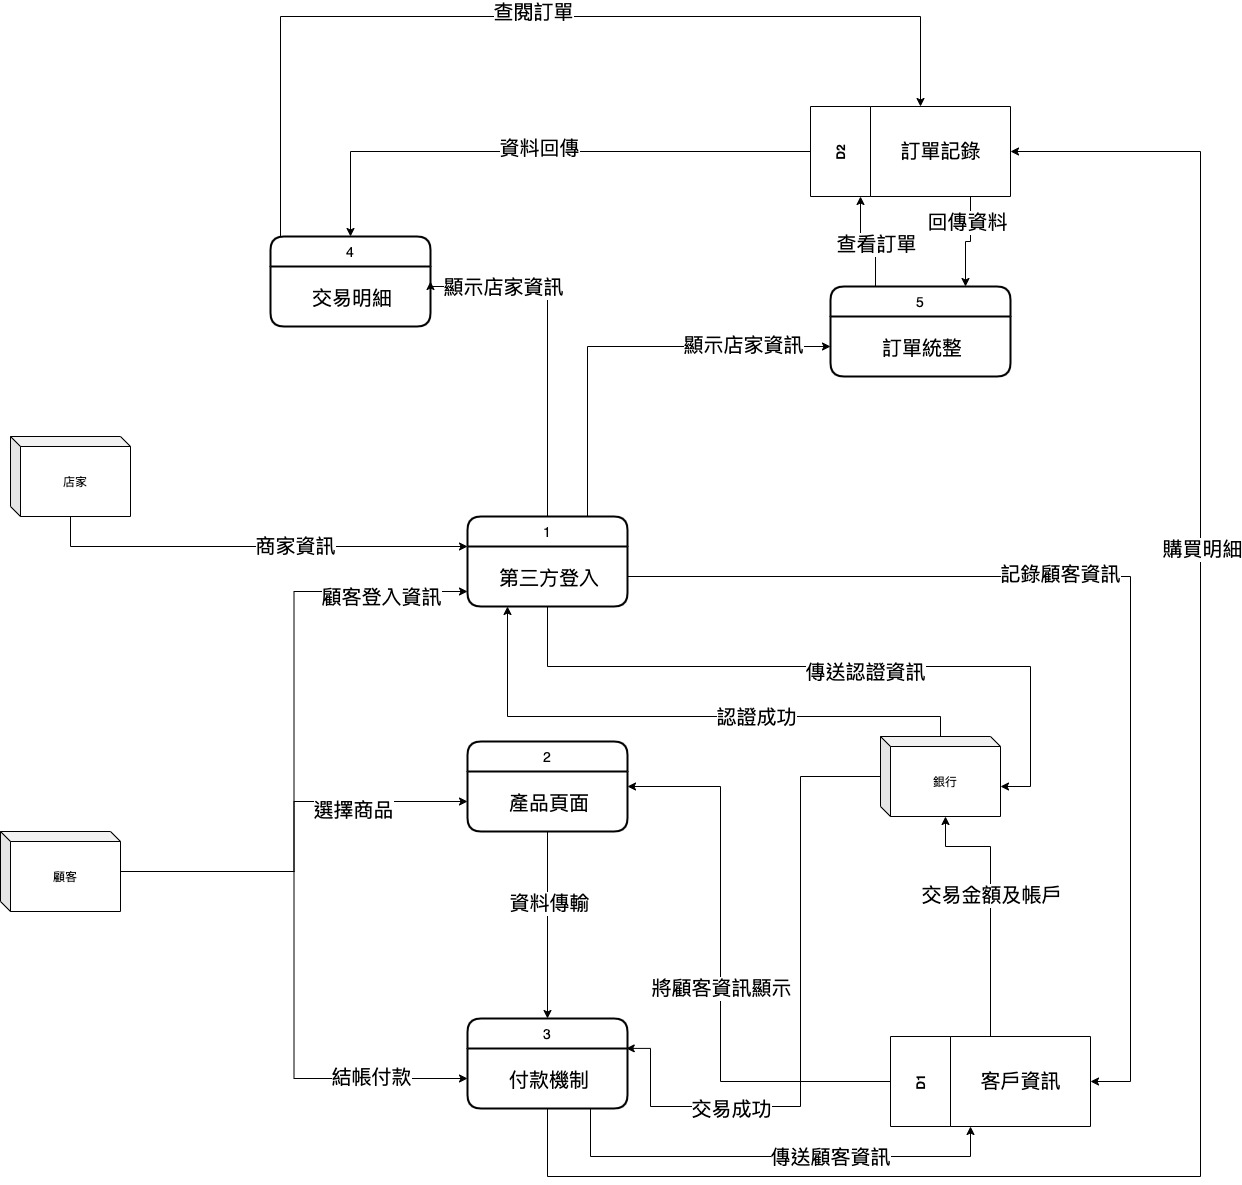 查閱訂單
D2
訂單記錄
資料回傳
回傳資料
查看訂單
4
交易明細
顯示店家資訊
5
訂單統整
顯示店家資訊
店家
商家資訊
1
第三方登入
購買明細
記錄顧客資訊
顧客登入資訊
傳送認證資訊
認證成功
2
產品頁面
銀行
選擇商品
顧客
資料傳輸
交易金額及帳戶
將顧客資訊顯示
3
付款機制
結帳付款
D1
客戶資訊
交易成功
傳送顧客資訊